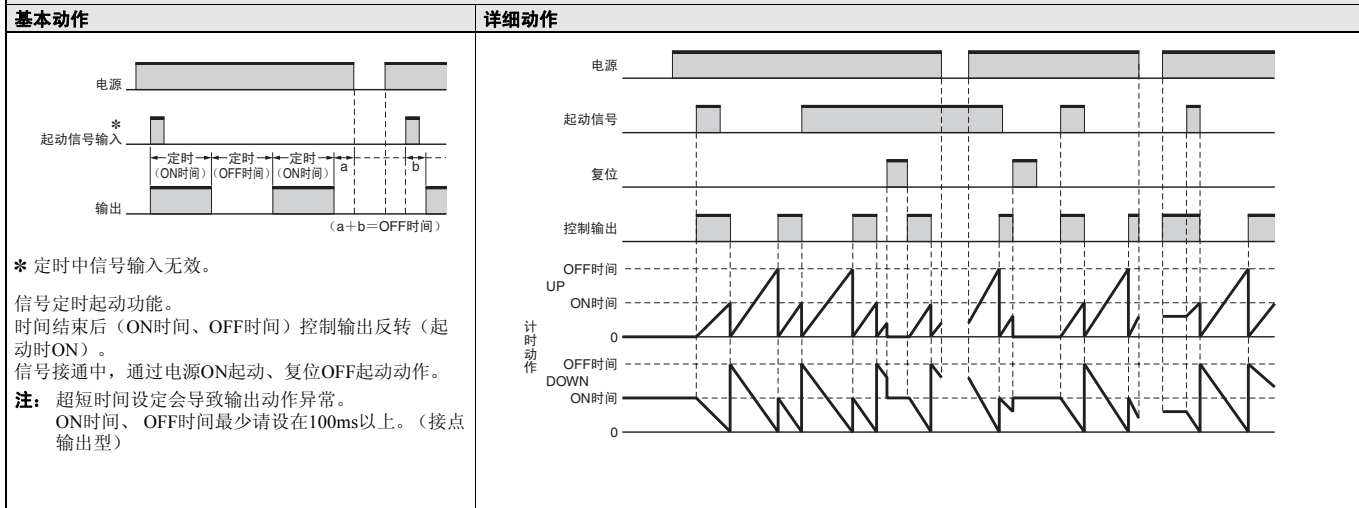 基本动作
电源
*
起动信号输入
定时 定时 定时
(ON时间) (OFF时间) (ON时间) a b
输出
(a+b=OFF时间)
* 定时中信号输入无效。
信号定时起动功能。
时间结束后(ON时间、OFF时间)控制输出反转(起
动时ON)。
信号接通中,通过电源ON起动、复位OFF起动动作。
注: 超短时间设定会导致输出动作异常。
ON时间、 OFF时间最少请设在100ms以上。(接点
输出型)
详细动作
电源
起动信号
复位
控制输出
计时动作
OFF时间
UP
ON时间
0
OFF时间
DOWN
ON时间
0